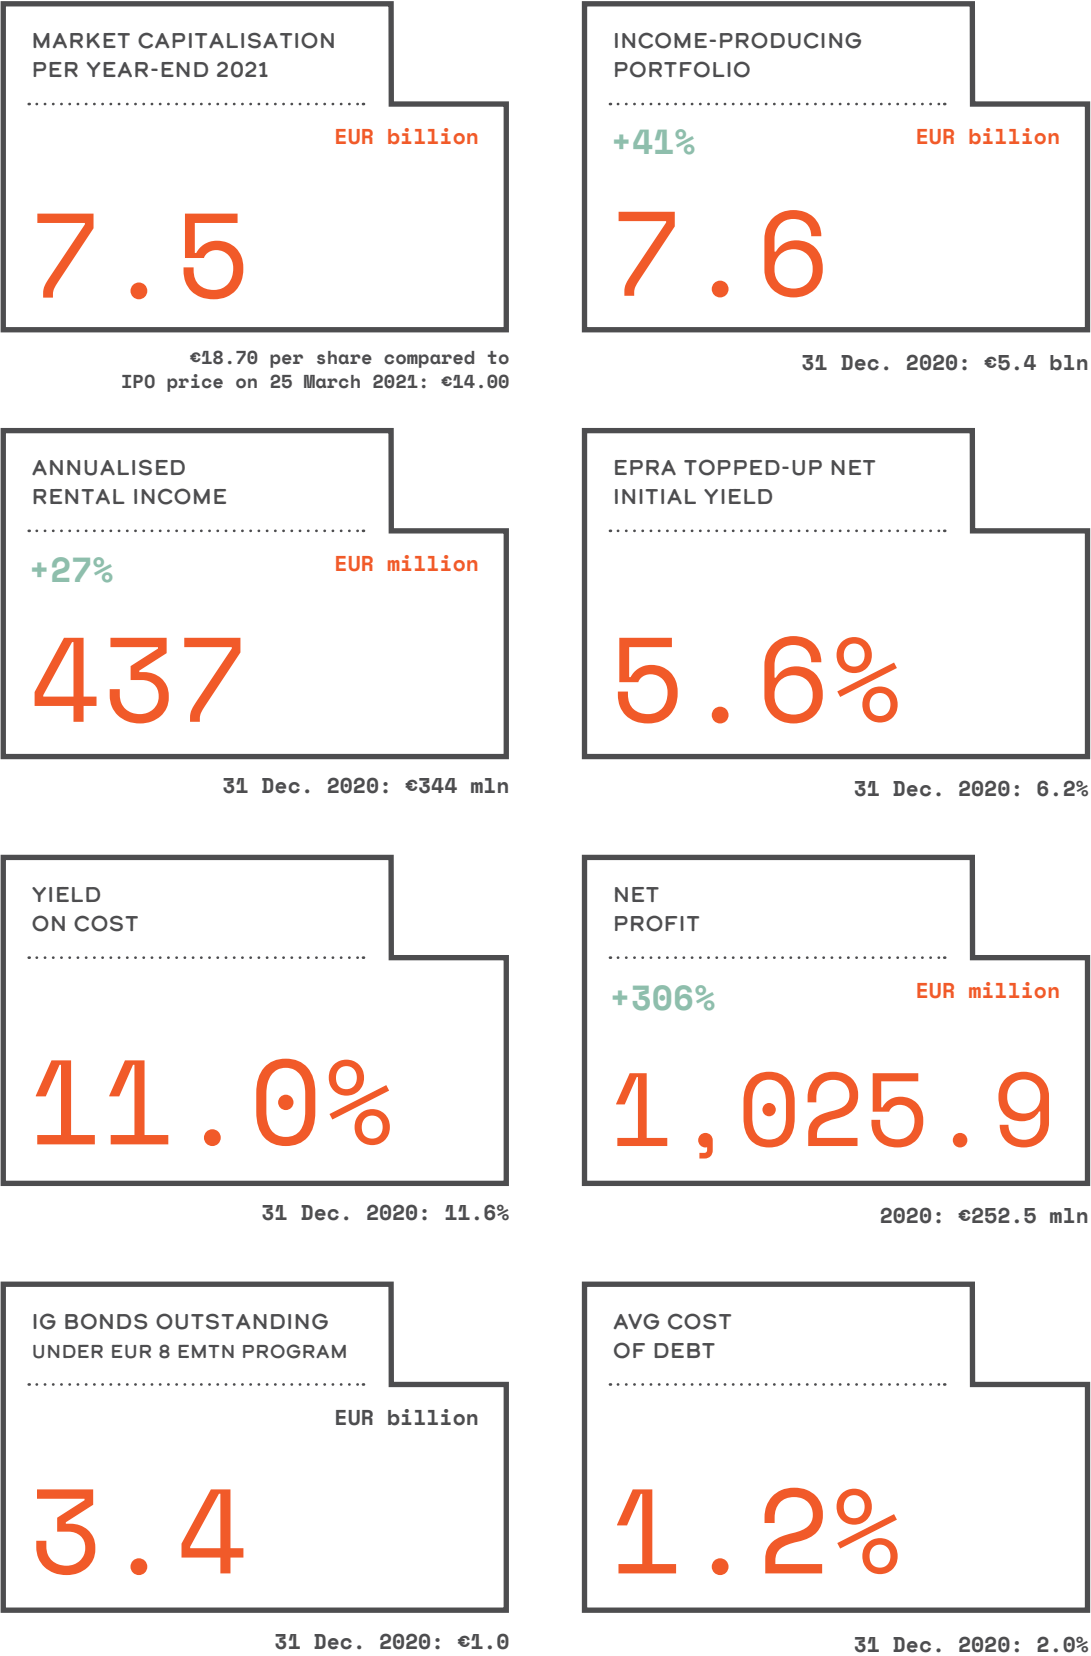 MARKET CAPITALISATION
PER YEAR-END 2021
EUR billion
7.5
€18.70 per share compared to
IPO price on 25 March 2021: €14.00
INCOME-PRODUCING
PORTFOLIO
+41%
EUR billion
7.6
31 Dec. 2020: €5.4 bln
ANNUALISED
RENTAL INCOME
+27%
EUR million
437
31 Dec. 2020: €344 mln
EPRA TOPPED-UP NET
INITIAL YIELD
5.6%
31 Dec. 2020: 6.2%
YIELD
ON COST
11.0%
31 Dec. 2020: 11.6%
NET
PROFIT
+306%
EUR million
1,025.9
2020: €252.5 mln
IG BONDS OUTSTANDING
UNDER EUR 8 EMTN PROGRAM
EUR billion
3.4
31 Dec. 2020: €1.0
AVG COST
OF DEBT
1.2%
31 Dec. 2020: 2.0%